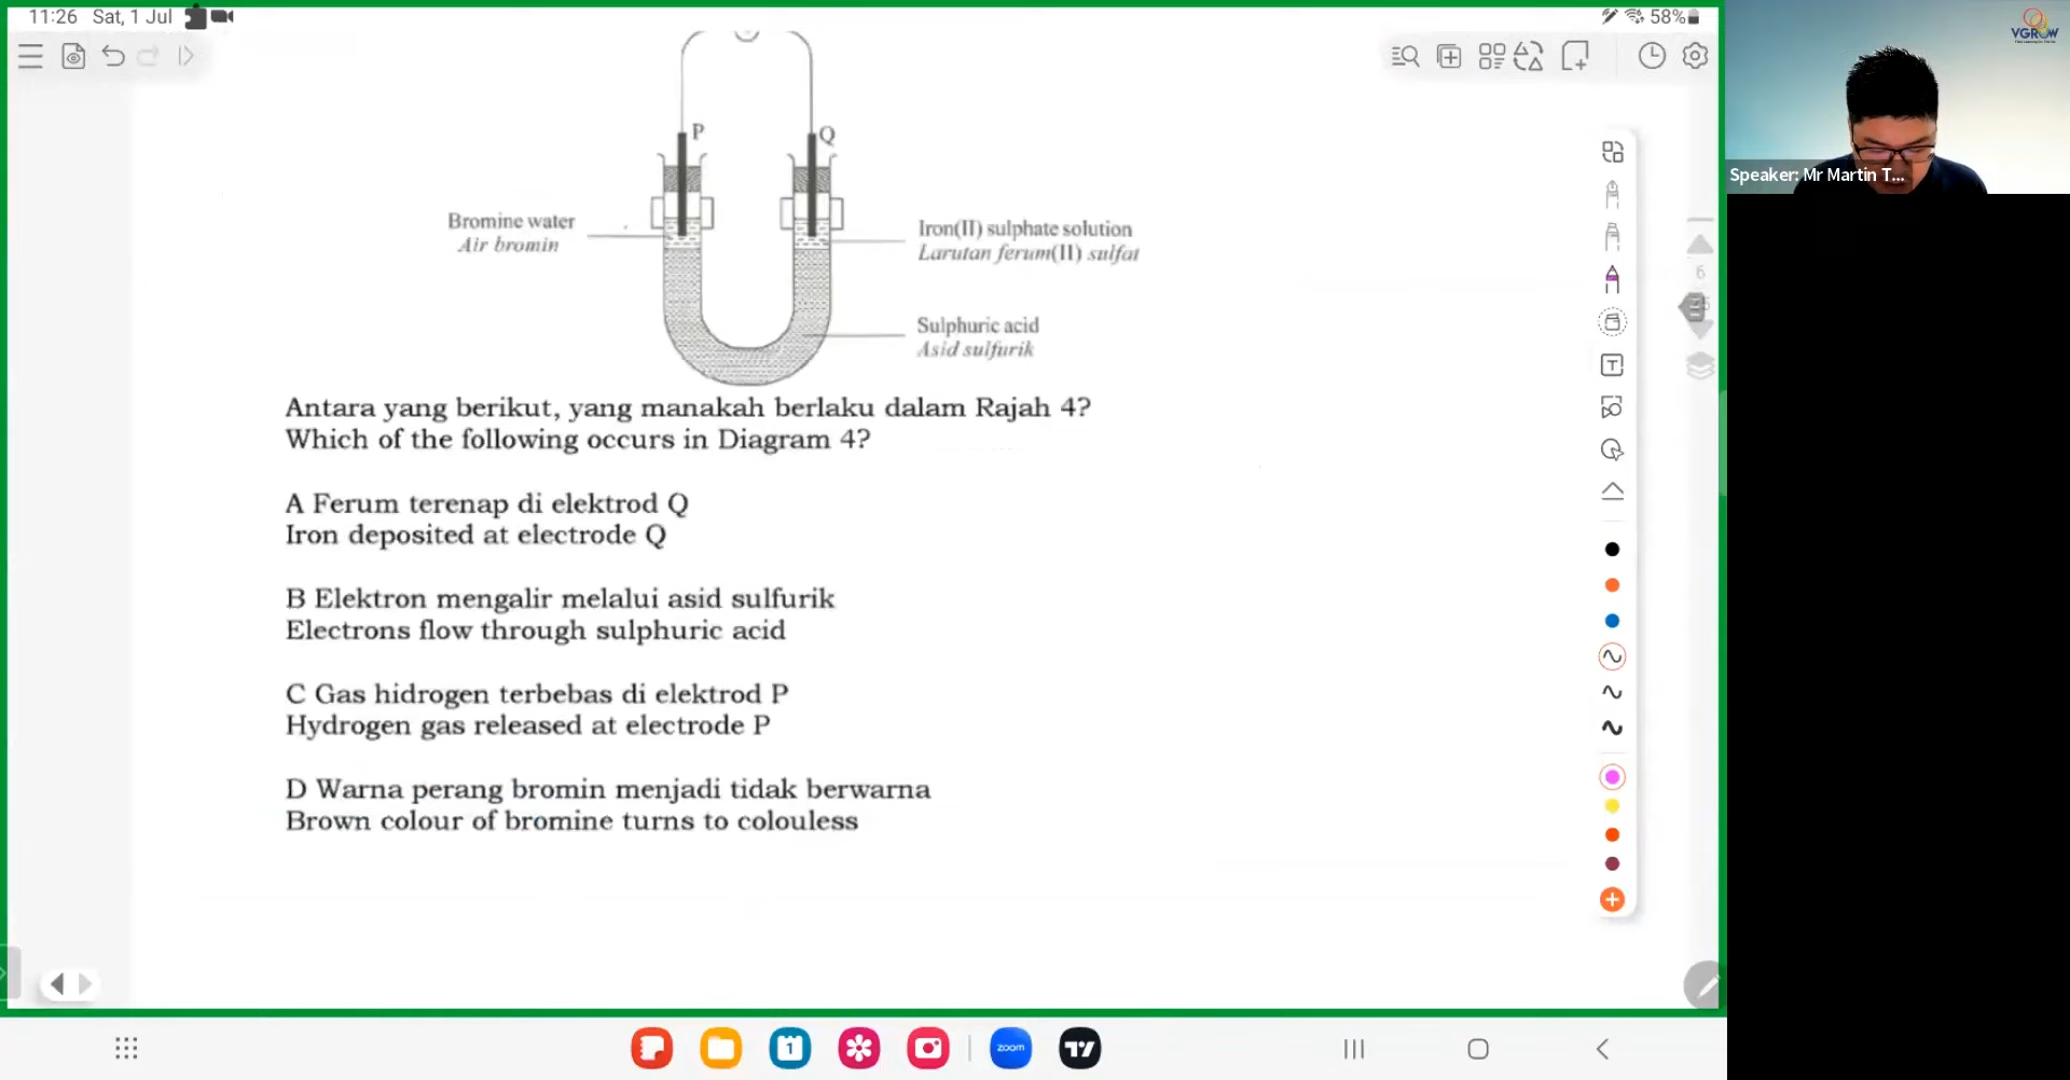 11:26 Sat, 1 Jul
58%
VGROW
Speaker: Mr Martin T...
P
Q
Bromine water
Air bromin
Iron(II) sulphate solution
Larutan ferum(II) sulfat
Sulphuric acid
Asid sulfurik
6
Antara yang berikut, yang manakah berlaku dalam Rajah 4?
Which of the following occurs in Diagram 4?
A Ferum terenap di elektrod Q
Iron deposited at electrode Q
B Elektron mengalir melalui asid sulfurik
Electrons flow through sulphuric acid
C Gas hidrogen terbebas di elektrod P
Hydrogen gas released at electrode P
D Warna perang bromin menjadi tidak berwarna
Brown colour of bromine turns to colouless
1
zoom